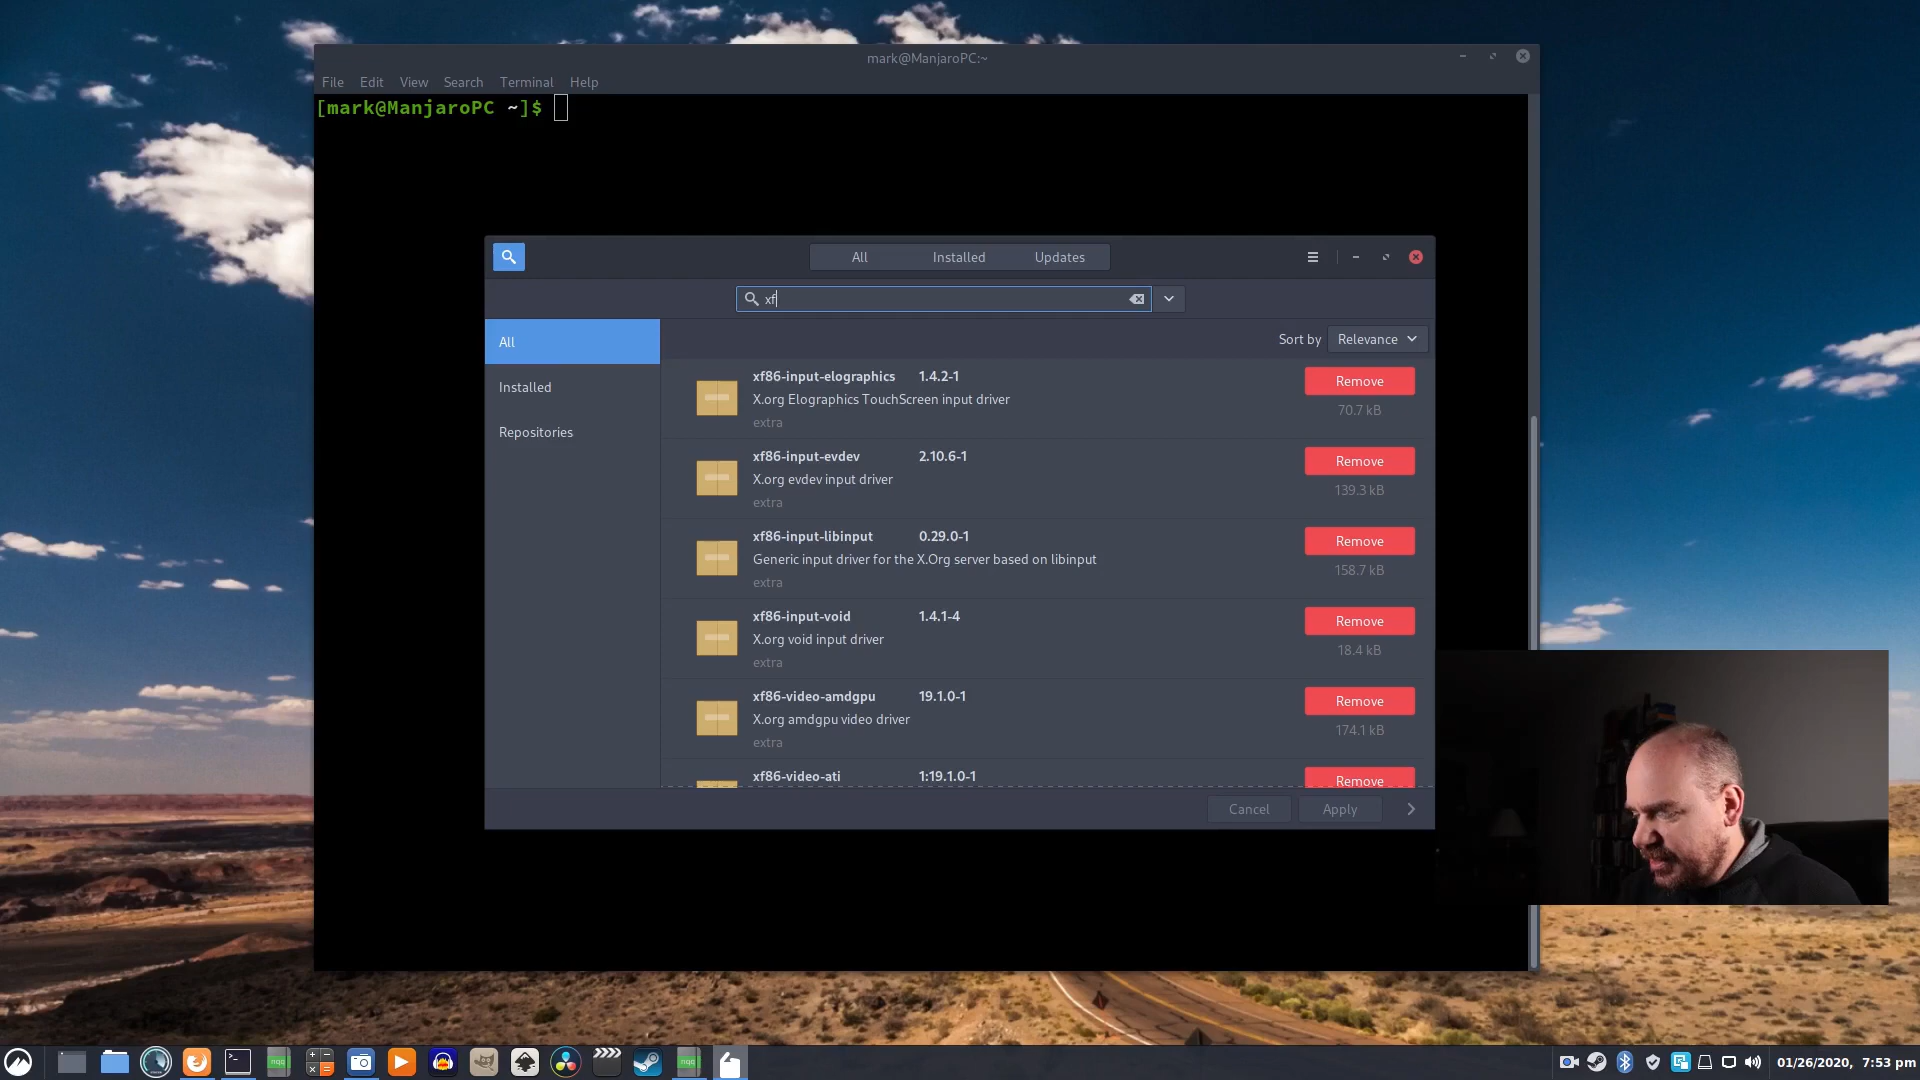 mark@ManjaroPC:~
File Edit View Search Terminal Help
[mark@ManjaroPC ~]$
All Installed Updates
xf
All
Sort by Relevance
Installed
Repositories
xf86-input-elographics 1.4.2-1 Remove
X.org Elographics TouchScreen input driver 70.7 kB
extra
xf86-input-evdev 2.10.6-1 Remove
X.org evdev input driver 139.3 kB
extra
xf86-input-libinput 0.29.0-1 Remove
Generic input driver for the X.Org server based on libinput 158.7 kB
extra
xf86-input-void 1.4.1-4 Remove
X.org void input driver 18.4 kB
extra
xf86-video-amdgpu 19.1.0-1 Remove
X.org amdgpu video driver 174.1 kB
extra
xf86-video-ati 1:19.1.0-1 Remove
Cancel Apply
nqq
nqq
01/26/2020, 7:53 pm